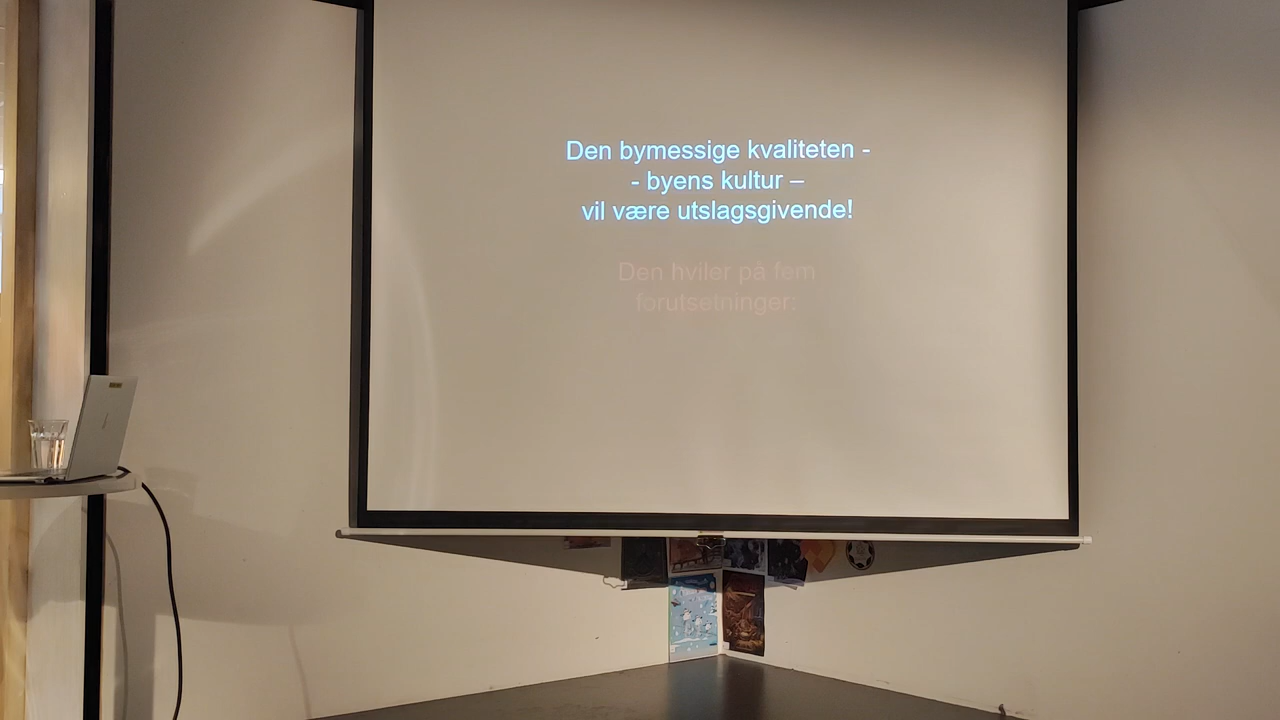 Den bymessige kvaliteten -
- byens kultur –
vil være utslagsgivende!
Den hviler på fem
forutsetninger: